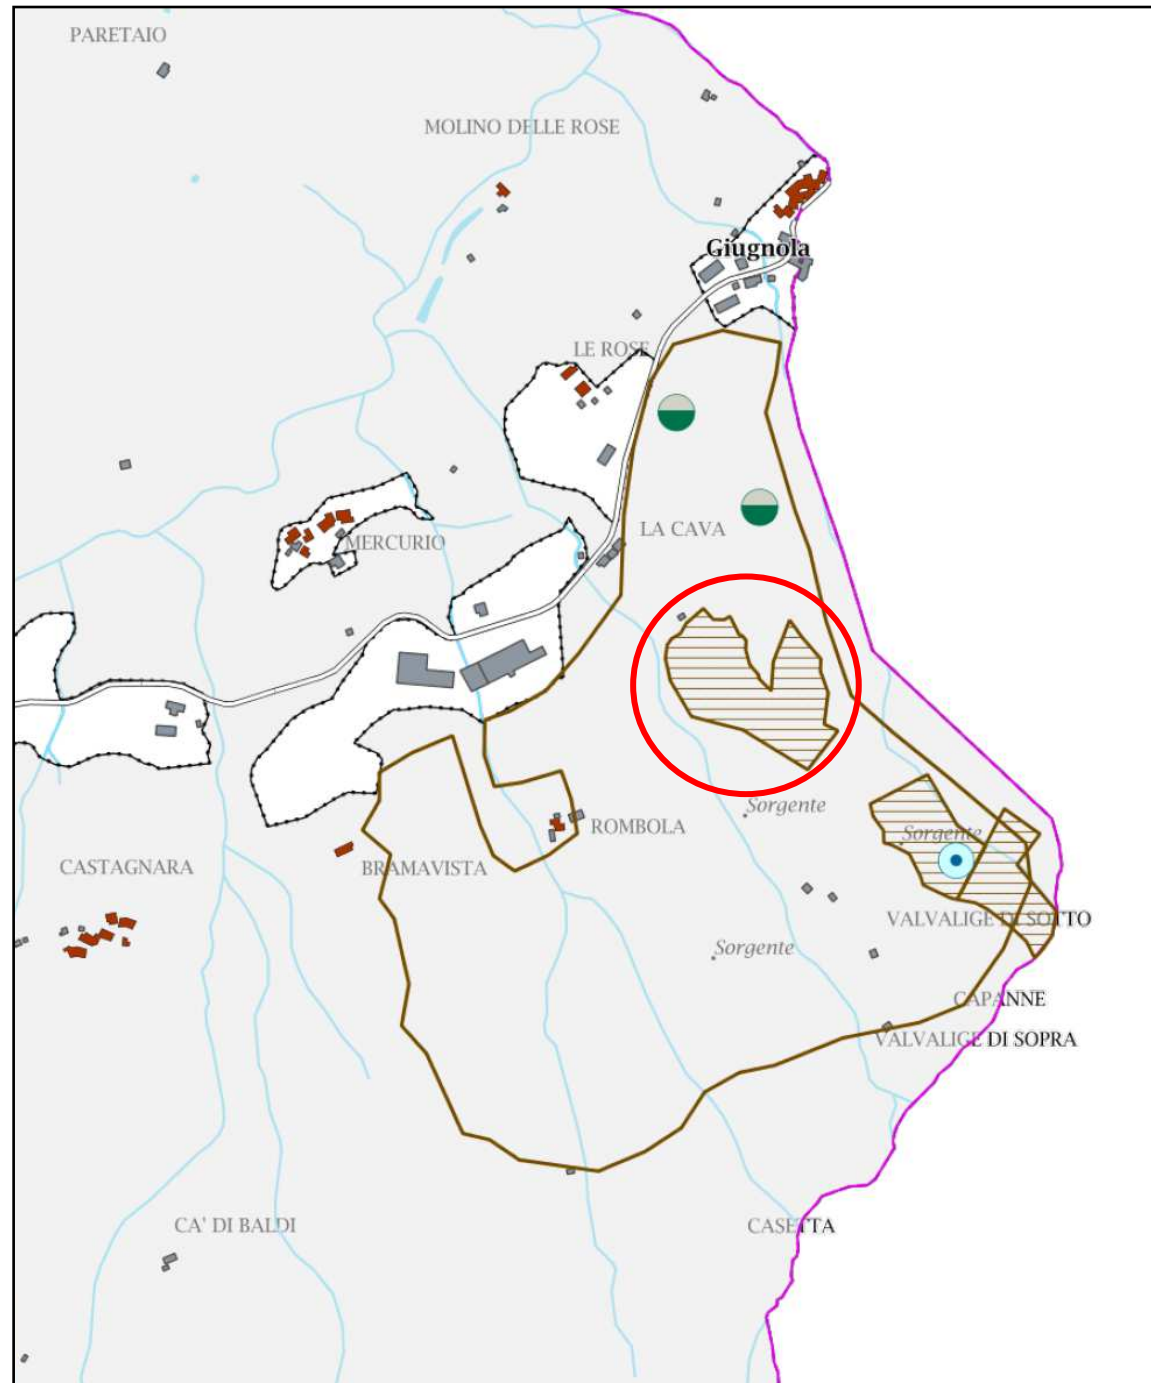 PARETAIO
MOLINO DELLE ROSE
Giugnola
LE ROSE
LA CAVA
MERCURIO
Sorgente
ROMBOLA
Sorgente
CASTAGNARA
BRAMAVISTA
VALVALIGE DI SOTTO
Sorgente
CAPANNE
VALVALIGE DI SOPRA
CA' DI BALDI
CASETTA